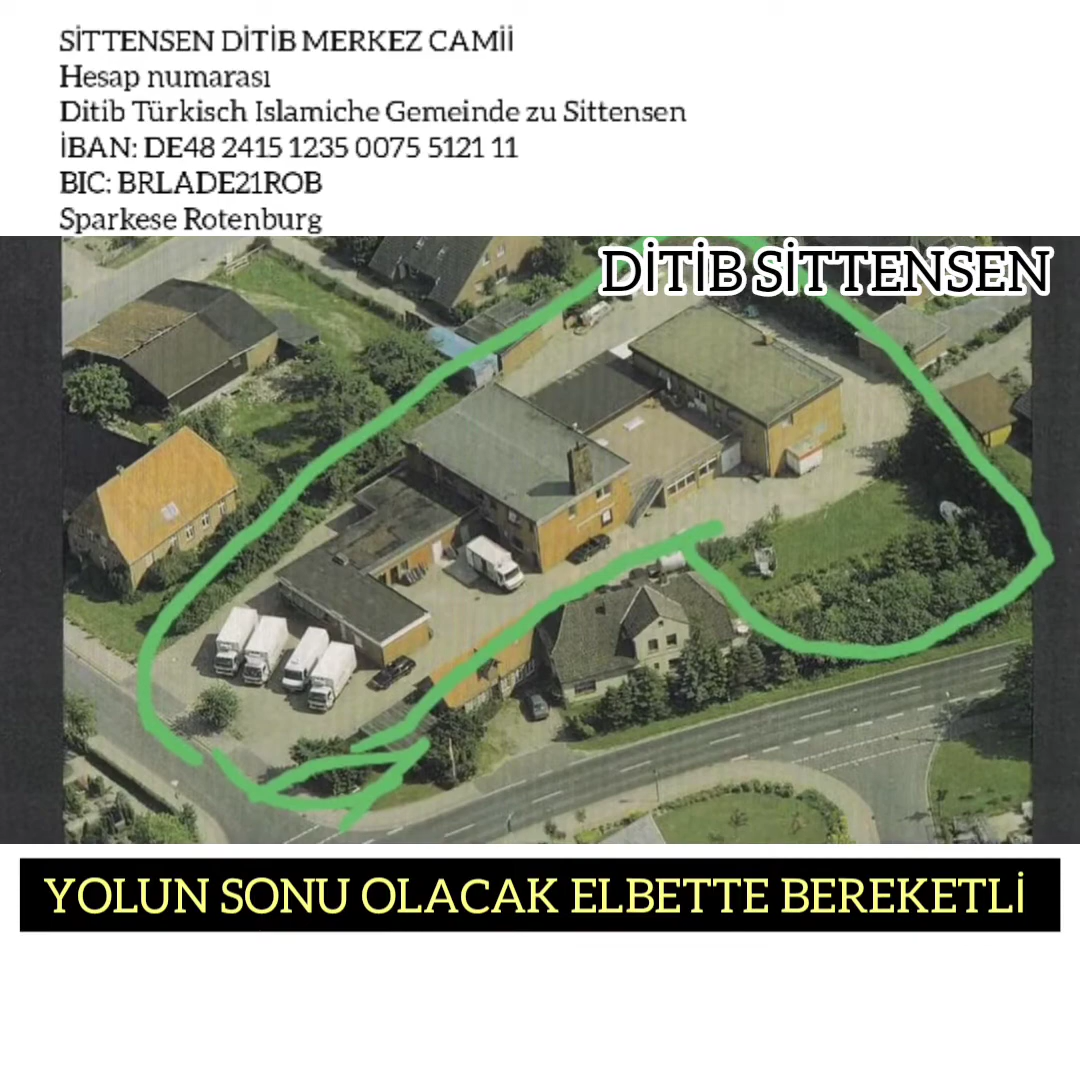 SİTTENSEN DİTİB MERKEZ CAMİİ
Hesap numarası
Ditib Türkisch Islamiche Gemeinde zu Sittensen
İBAN: DE48 2415 1235 0075 5121 11
BIC: BRLADE21ROB
Sparkese Rotenburg
DİTİB SİTTENSEN
YOLUN SONU OLACAK ELBETTE BEREKETLİ